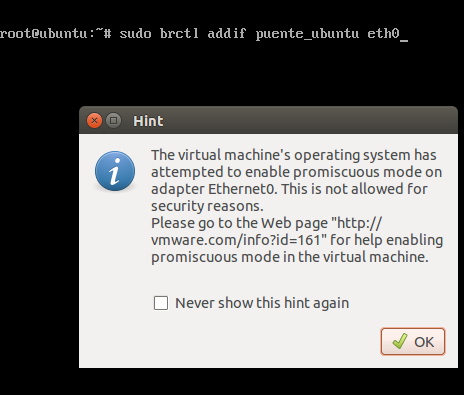 root@ubuntu:~# sudo brctl addif puente_ubuntu eth0_
Hint
The virtual machine's operating system has
attempted to enable promiscuous mode on
adapter Ethernet0. This is not allowed for
security reasons.
Please go to the Web page "http://
vmware.com/info?id=161" for help enabling
promiscuous mode in the virtual machine.
Never show this hint again
OK